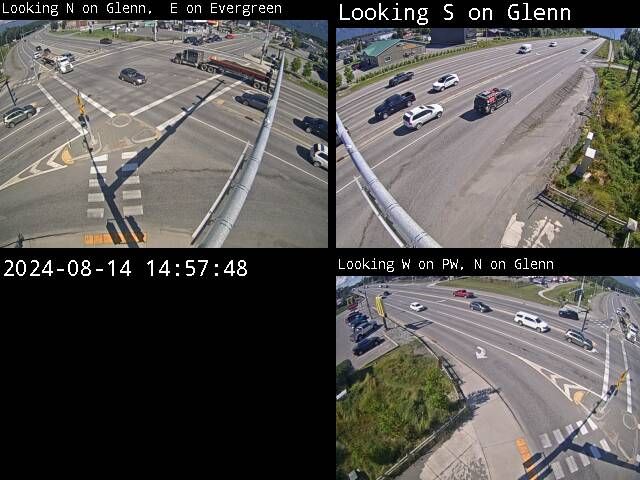 Looking N on Glenn,  E on Evergreen
Looking S on Glenn
2024-08-14 14:57:48
Looking W on PW, N on Glenn